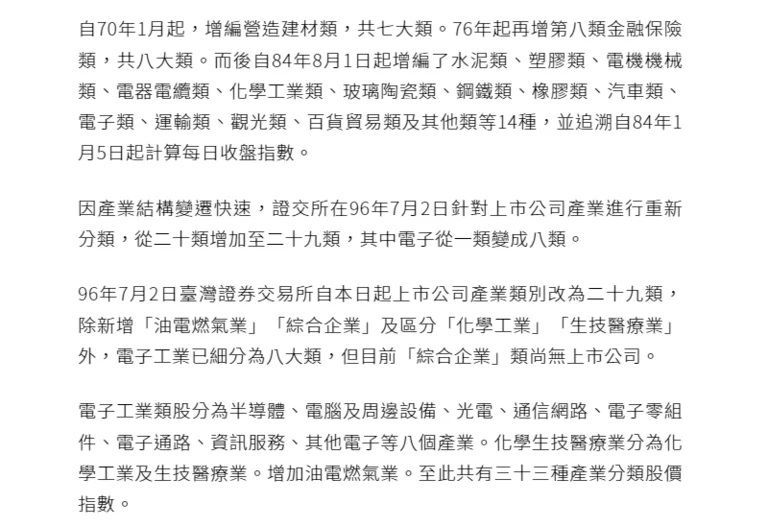 自70年1月起，增編營造建材類，共七大類。76年起再增第八類金融保險
類，共八大類。而後自84年8月1日起增編了水泥類、塑膠類、電機機械
類、電器電纜類、化學工業類、玻璃陶瓷類、鋼鐵類、橡膠類、汽車類、
電子類、運輸類、觀光類、百貨貿易類及其他類等14種，並追溯自84年1
月5日起計算每日收盤指數。
因產業結構變遷快速，證交所在96年7月2日針對上市公司產業進行重新
分類，從二十類增加至二十九類，其中電子從一類變成八類。
96年7月2日臺灣證券交易所自本日起上市公司產業類別改為二十九類，
除新增「油電燃氣業」「綜合企業」及區分「化學工業」「生技醫療業」
外，電子工業已細分為八大類，但目前「綜合企業」類尚無上市公司。
電子工業類股分為半導體、電腦及周邊設備、光電、通信網路、電子零組
件、電子通路、資訊服務、其他電子等八個產業。化學生技醫療業分為化
學工業及生技醫療業。增加油電燃氣業。至此共有三十三種產業分類股價
指數。